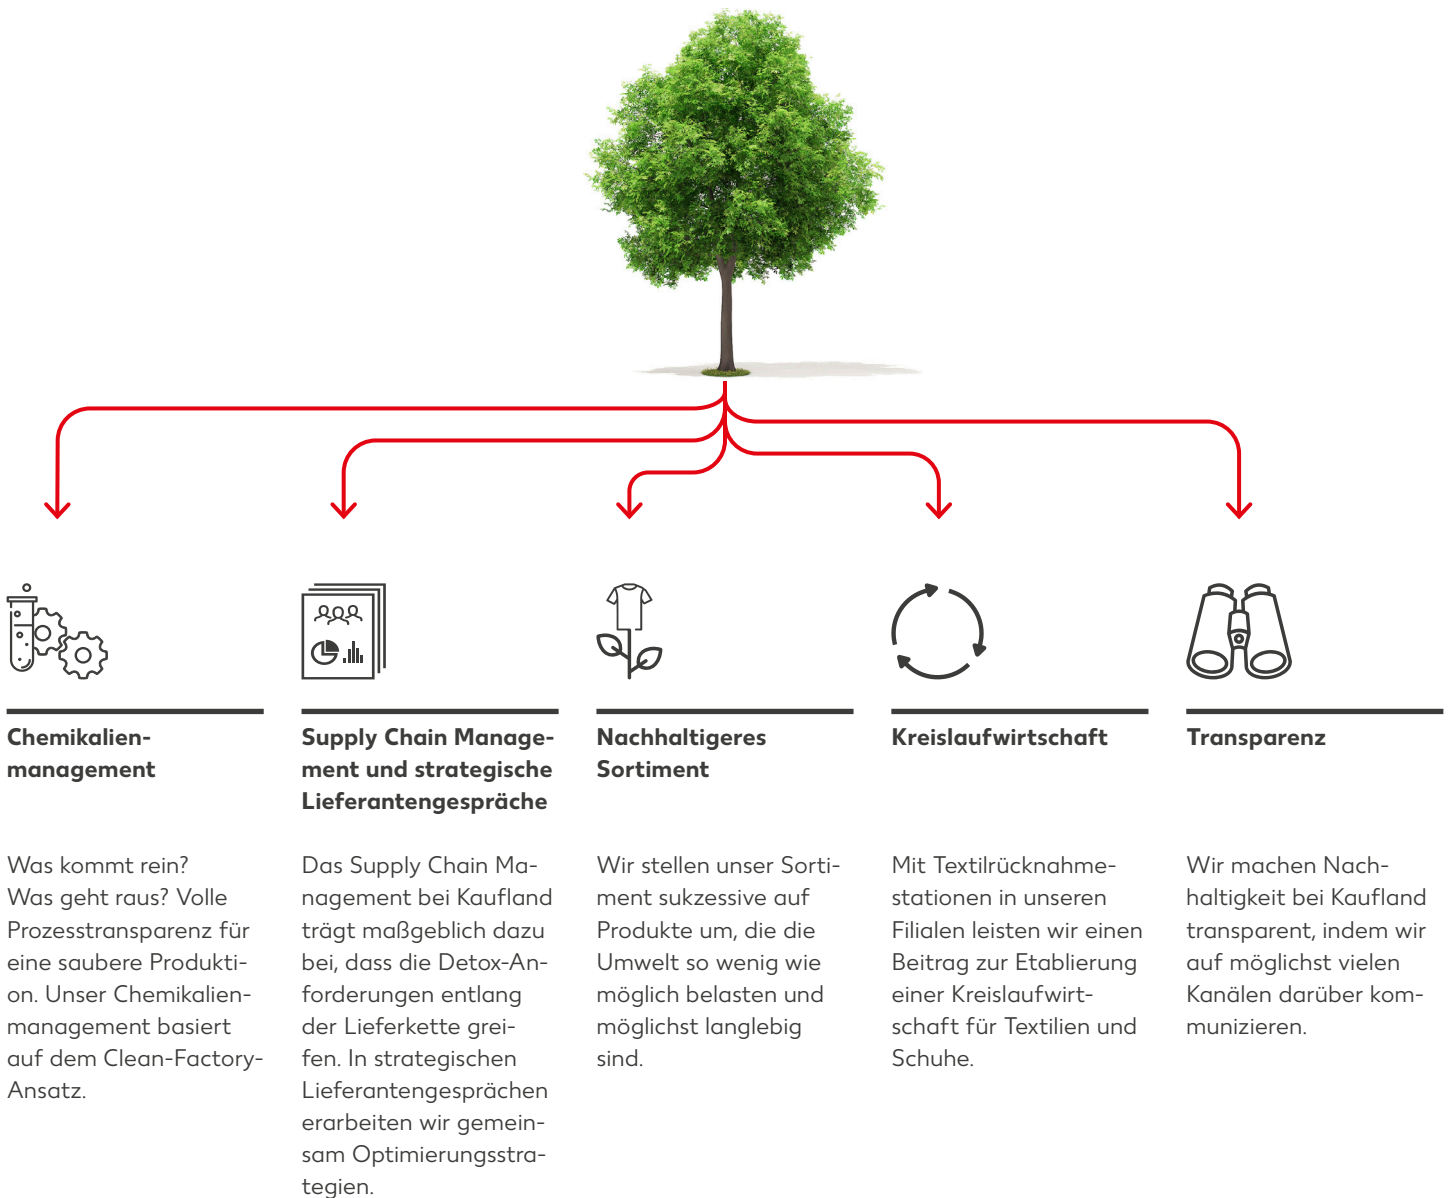 Chemikalien-
management
Was kommt rein?
Was geht raus? Volle
Prozesstransparenz für
eine saubere Produkti-
on. Unser Chemikalien-
management basiert
auf dem Clean-Factory-
Ansatz.
Supply Chain Manage-
ment und strategische
Lieferantengespräche
Das Supply Chain Ma-
nagement bei Kaufland
trägt maßgeblich dazu
bei, dass die Detox-An-
forderungen entlang
der Lieferkette grei-
fen. In strategischen
Lieferantengesprächen
erarbeiten wir gemein-
sam Optimierungsstra-
tegien.
Nachhaltigeres
Sortiment
Wir stellen unser Sorti-
ment sukzessive auf
Produkte um, die die
Umwelt so wenig wie
möglich belasten und
möglichst langlebig
sind.
Kreislaufwirtschaft
Mit Textilrücknahme-
stationen in unseren
Filialen leisten wir einen
Beitrag zur Etablierung
einer Kreislaufwirt-
schaft für Textilien und
Schuhe.
Transparenz
Wir machen Nach-
haltigkeit bei Kaufland
transparent, indem wir
auf möglichst vielen
Kanälen darüber kom-
munizieren.